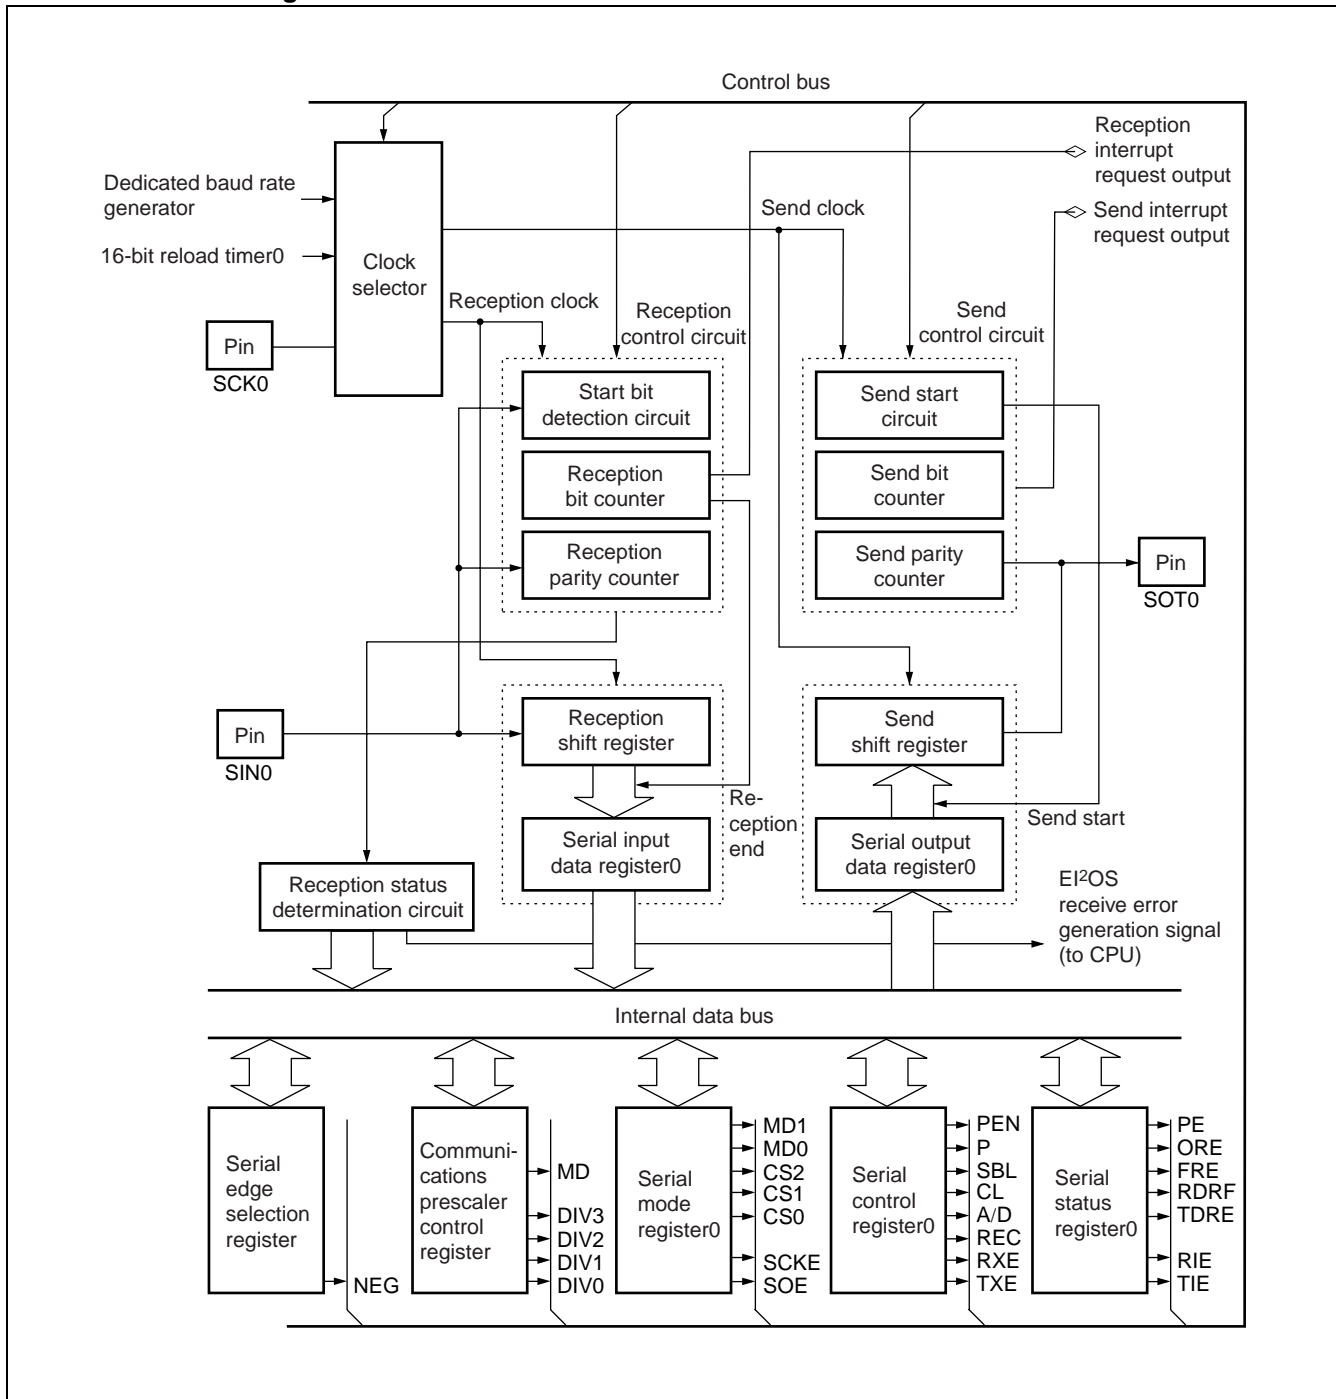 Control bus
Reception
interrupt
request output
Dedicated baud rate
generator
Send clock
Send interrupt
request output
16-bit reload timer0
Clock
selector
Reception clock
Reception
control circuit
Send
control circuit
Pin
SCK0
Start bit
detection circuit
Send start
circuit
Reception
bit counter
Send bit
counter
Reception
parity counter
Send parity
counter
Pin
SOT0
Pin
SIN0
Reception
shift register
Send
shift register
Re-
ception
end
Send start
Serial input
data register0
Serial output
data register0
Reception status
determination circuit
EI²OS
receive error
generation signal
(to CPU)
Internal data bus
Serial
edge
selection
register
NEG
Communi-
cations
prescaler
control
register
MD
DIV3
DIV2
DIV1
DIV0
Serial
mode
register0
MD1
MD0
CS2
CS1
CS0
SCKE
SOE
Serial
control
register0
PEN
P
SBL
CL
A/D
REC
RXE
TXE
Serial
status
register0
PE
ORE
FRE
RDRF
TDRE
RIE
TIE